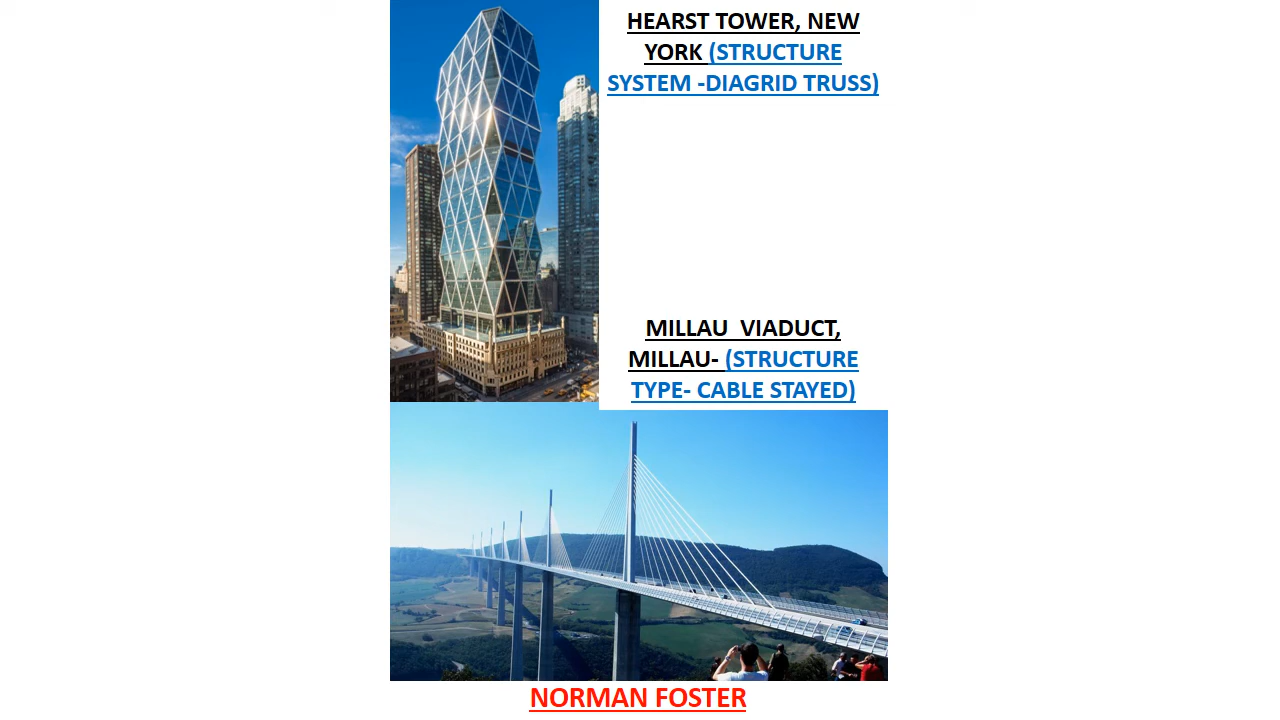 HEARST TOWER, NEW
YORK (STRUCTURE
SYSTEM -DIAGRID TRUSS)
MILLAU  VIADUCT,
MILLAU- (STRUCTURE
TYPE- CABLE STAYED)
NORMAN FOSTER